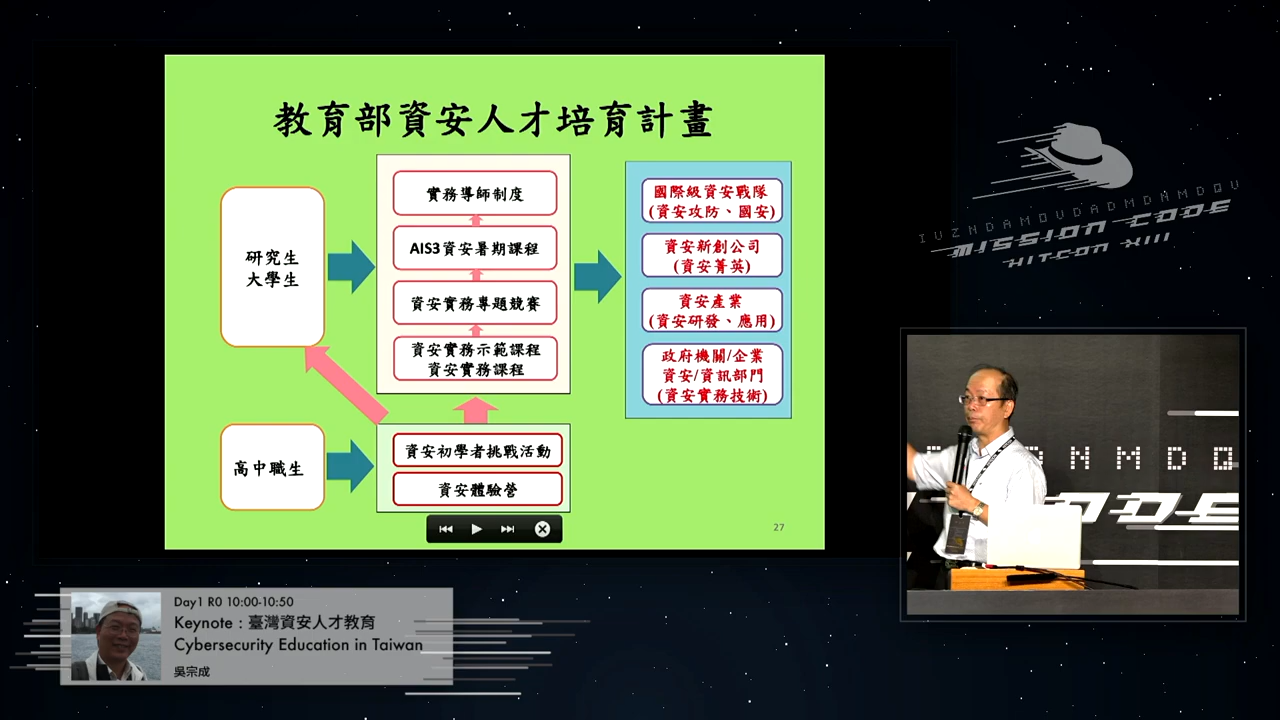 教育部資安人才培育計畫
研究生
大學生
實務導師制度
AIS3資安暑期課程
資安實務專題競賽
資安實務示範課程
資安實務課程
國際級資安戰隊
(資安攻防、國安)
資安新創公司
(資安菁英)
資安產業
(資安研發、應用)
政府機關/企業
資安/資訊部門
(資安實務技術)
高中職生
資安初學者挑戰活動
資安體驗營
27
MISSION CODE
HITCON XIII
Day1 R0 10:00-10:50
Keynote：臺灣資安人才教育
Cybersecurity Education in Taiwan
吳宗成